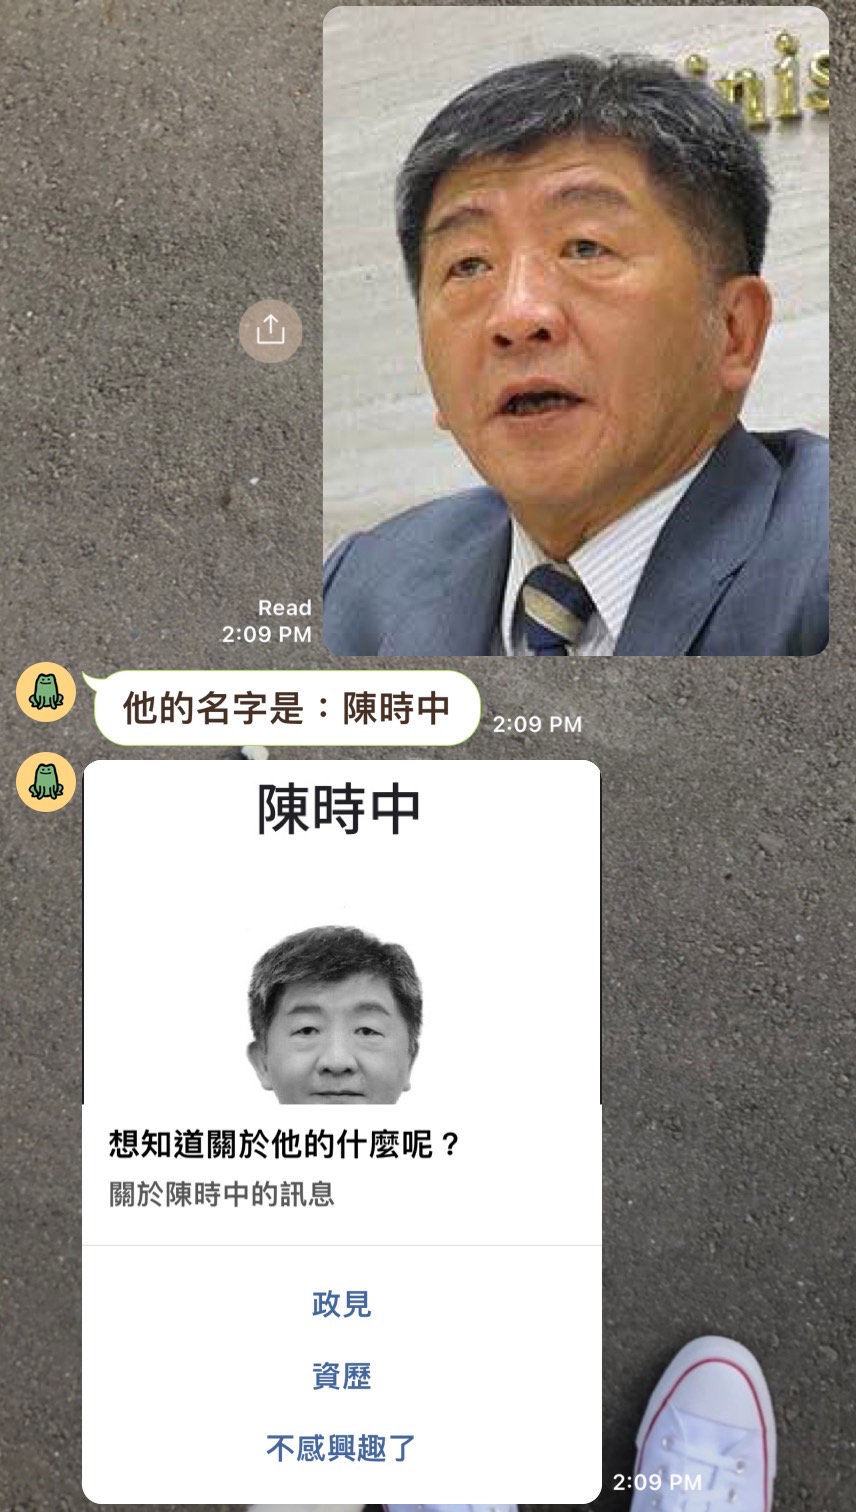 inis
Read
2:09 PM
他的名字是：陳時中
2:09 PM
陳時中
想知道關於他的什麼呢？
關於陳時中的訊息
政見
資歷
不感興趣了
2:09 PM